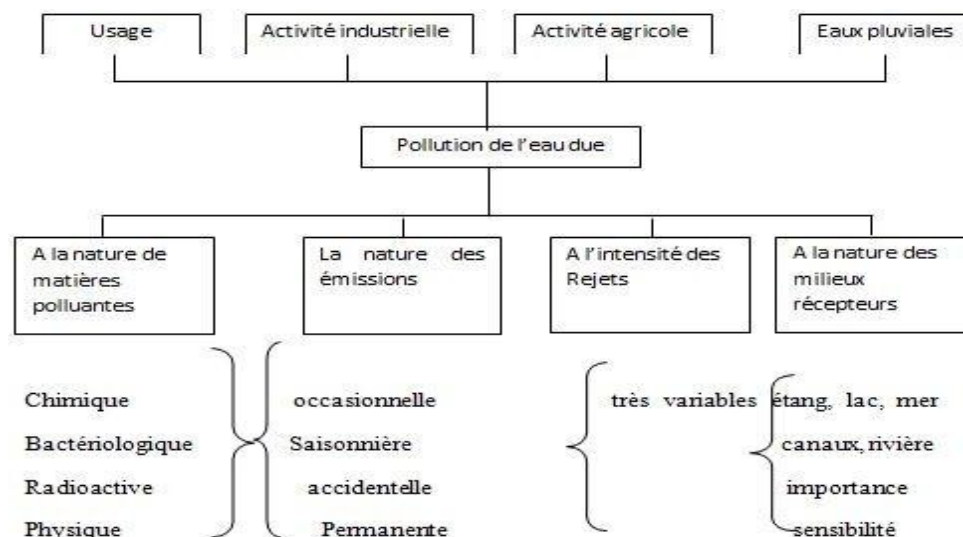 Usage
Activité industrielle
Activité agricole
Eaux pluviales
Pollution de l'eau due
A la nature de
matières
polluantes
La nature des
émissions
A l'intensité des
Rejets
A la nature des
milieux
récepteurs
Chimique
Bactériologique
Radioactive
Physique
occasionnelle
Saisonnière
accidentelle
Permanente
très variables
étang, lac, mer
canaux, rivière
importance
sensibilité